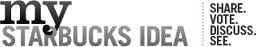 my
STARBUCKS IDEA
SHARE.
VOTE.
DISCUSS.
SEE.